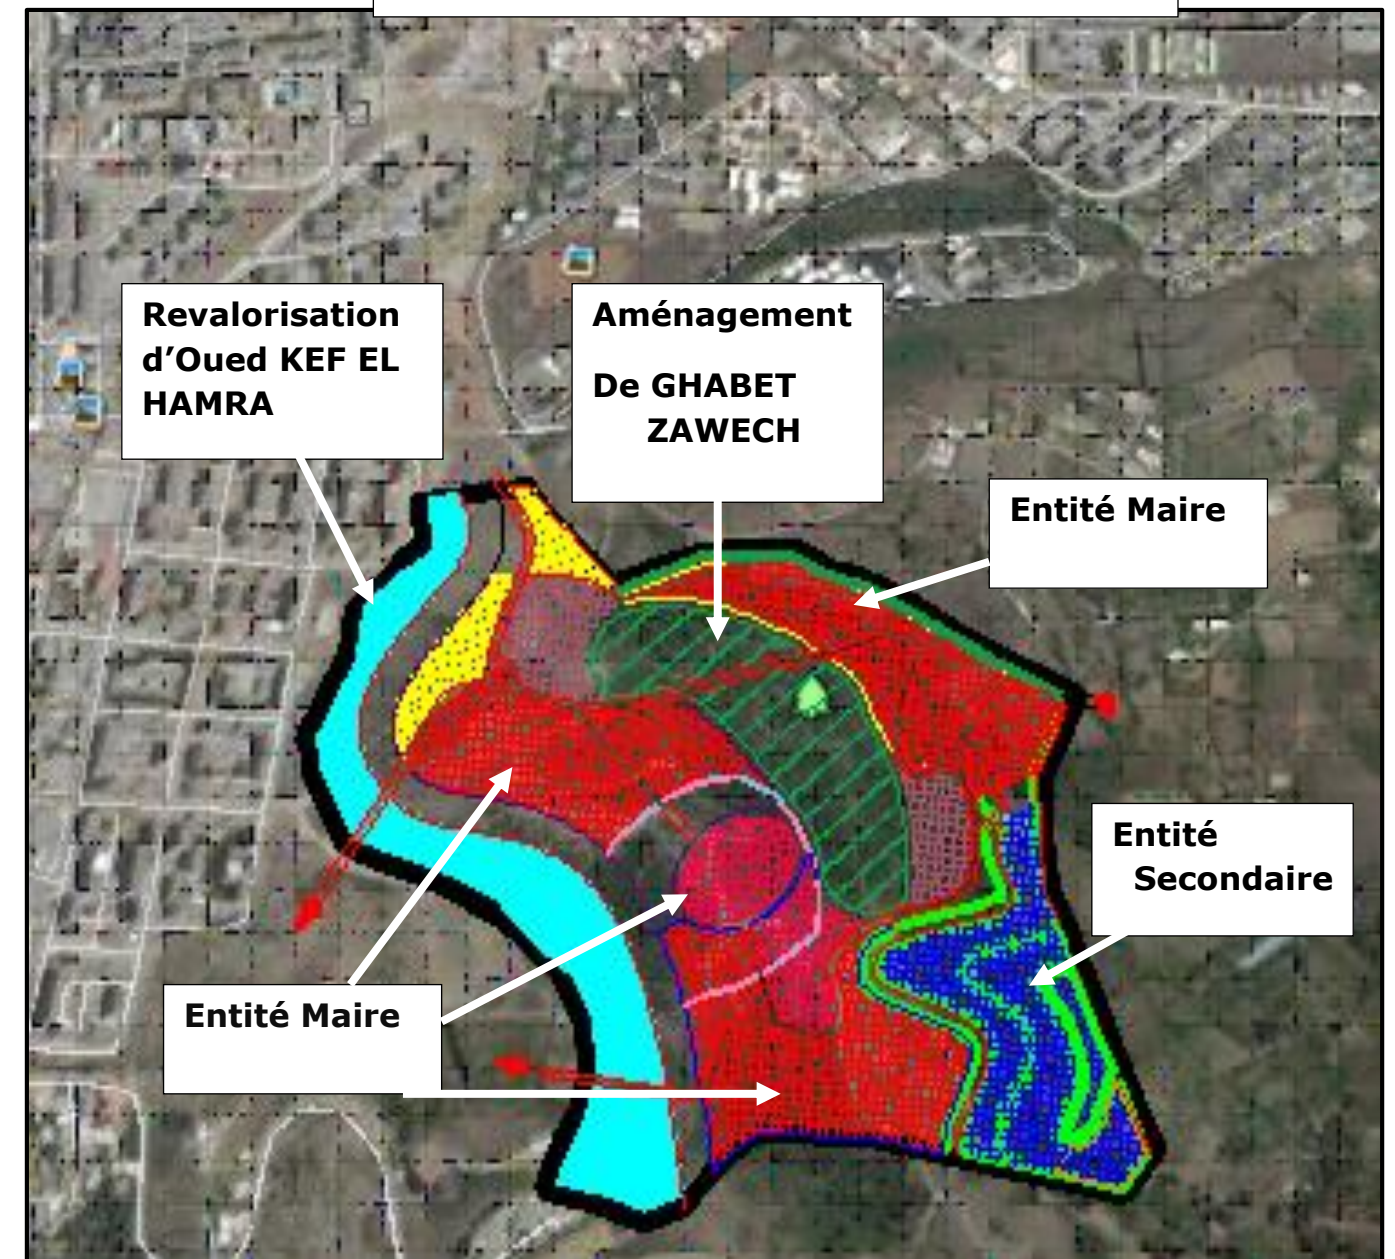 Revalorisation
d’Oued KEF EL
HAMRA
Aménagement
De GHABET
ZAWECH
Entité Maire
Entité
Secondaire
Entité Maire